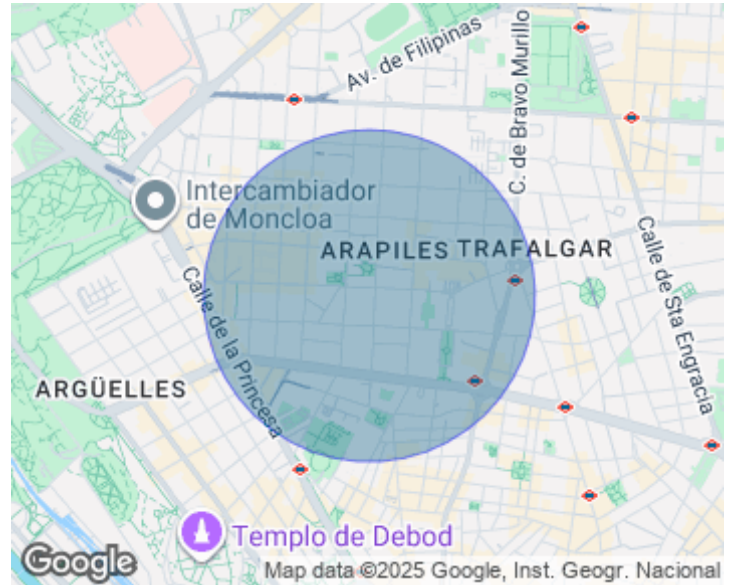 Av. de Filipinas
C. de Bravo Murillo
Intercambiador
de Moncloa
ARAPILES
TRAFALGAR
Calle de Sta Engracia
Calle de la Princesa
ARGÜELLES
Templo de Debod
Google
Map data ©2025 Google, Inst. Geogr. Nacional